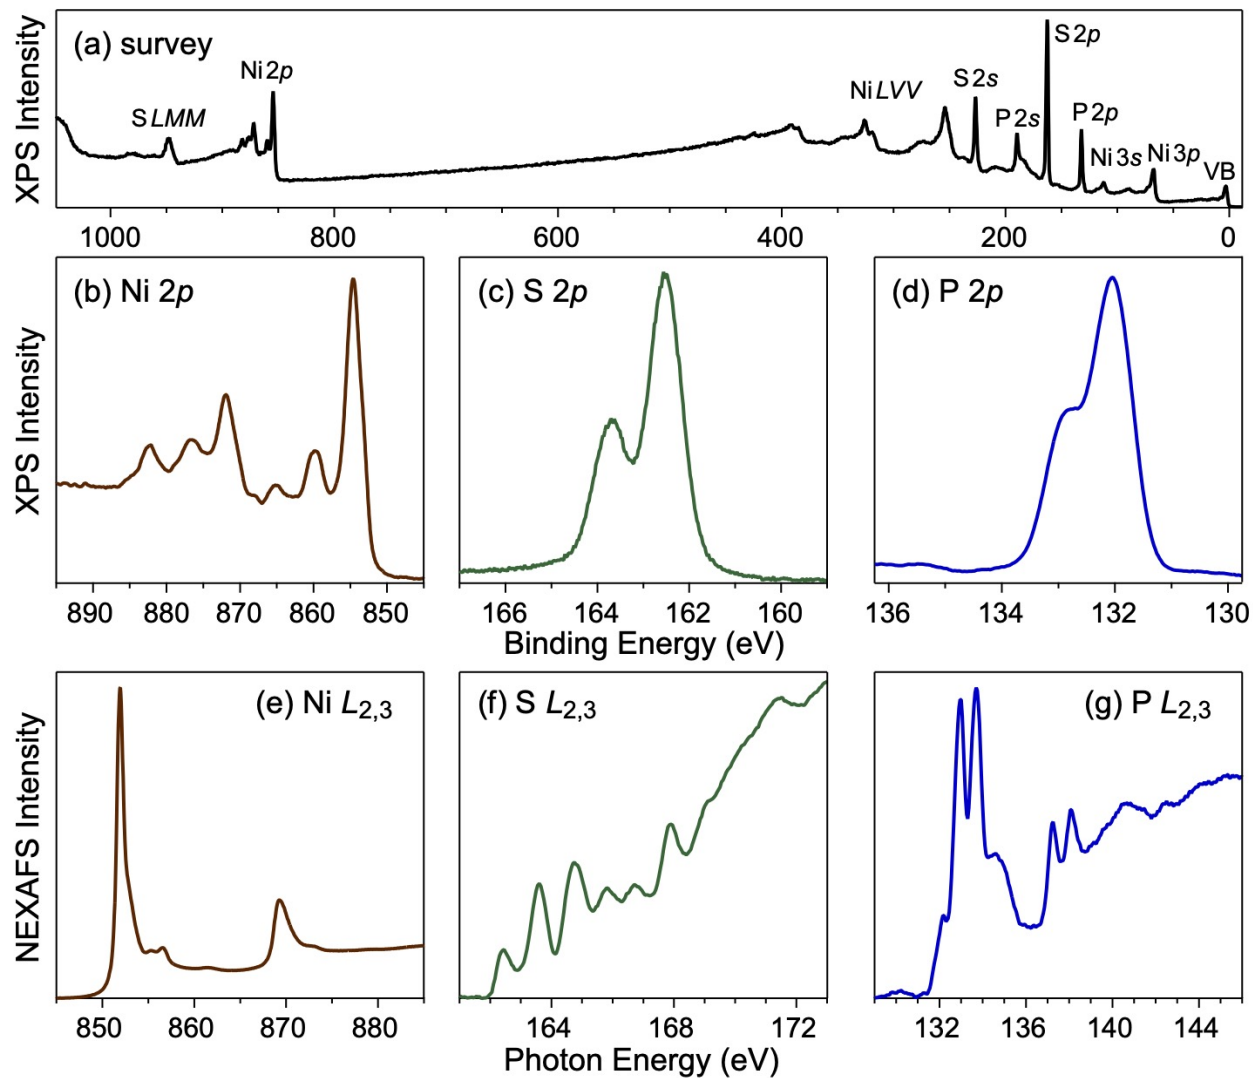 (a) survey
XPS Intensity
S LMM
Ni 2p
Ni LVV
S 2s
P 2s
S 2p
P 2p
Ni 3s
Ni 3p
VB
1000 800 600 400 200 0
(b) Ni 2p
(c) S 2p
(d) P 2p
XPS Intensity
890 880 870 860 850
166 164 162 160
136 134 132 130
Binding Energy (eV)
(e) Ni L2,3
(f) S L2,3
(g) P L2,3
NEXAFS Intensity
850 860 870 880
164 168 172
132 136 140 144
Photon Energy (eV)